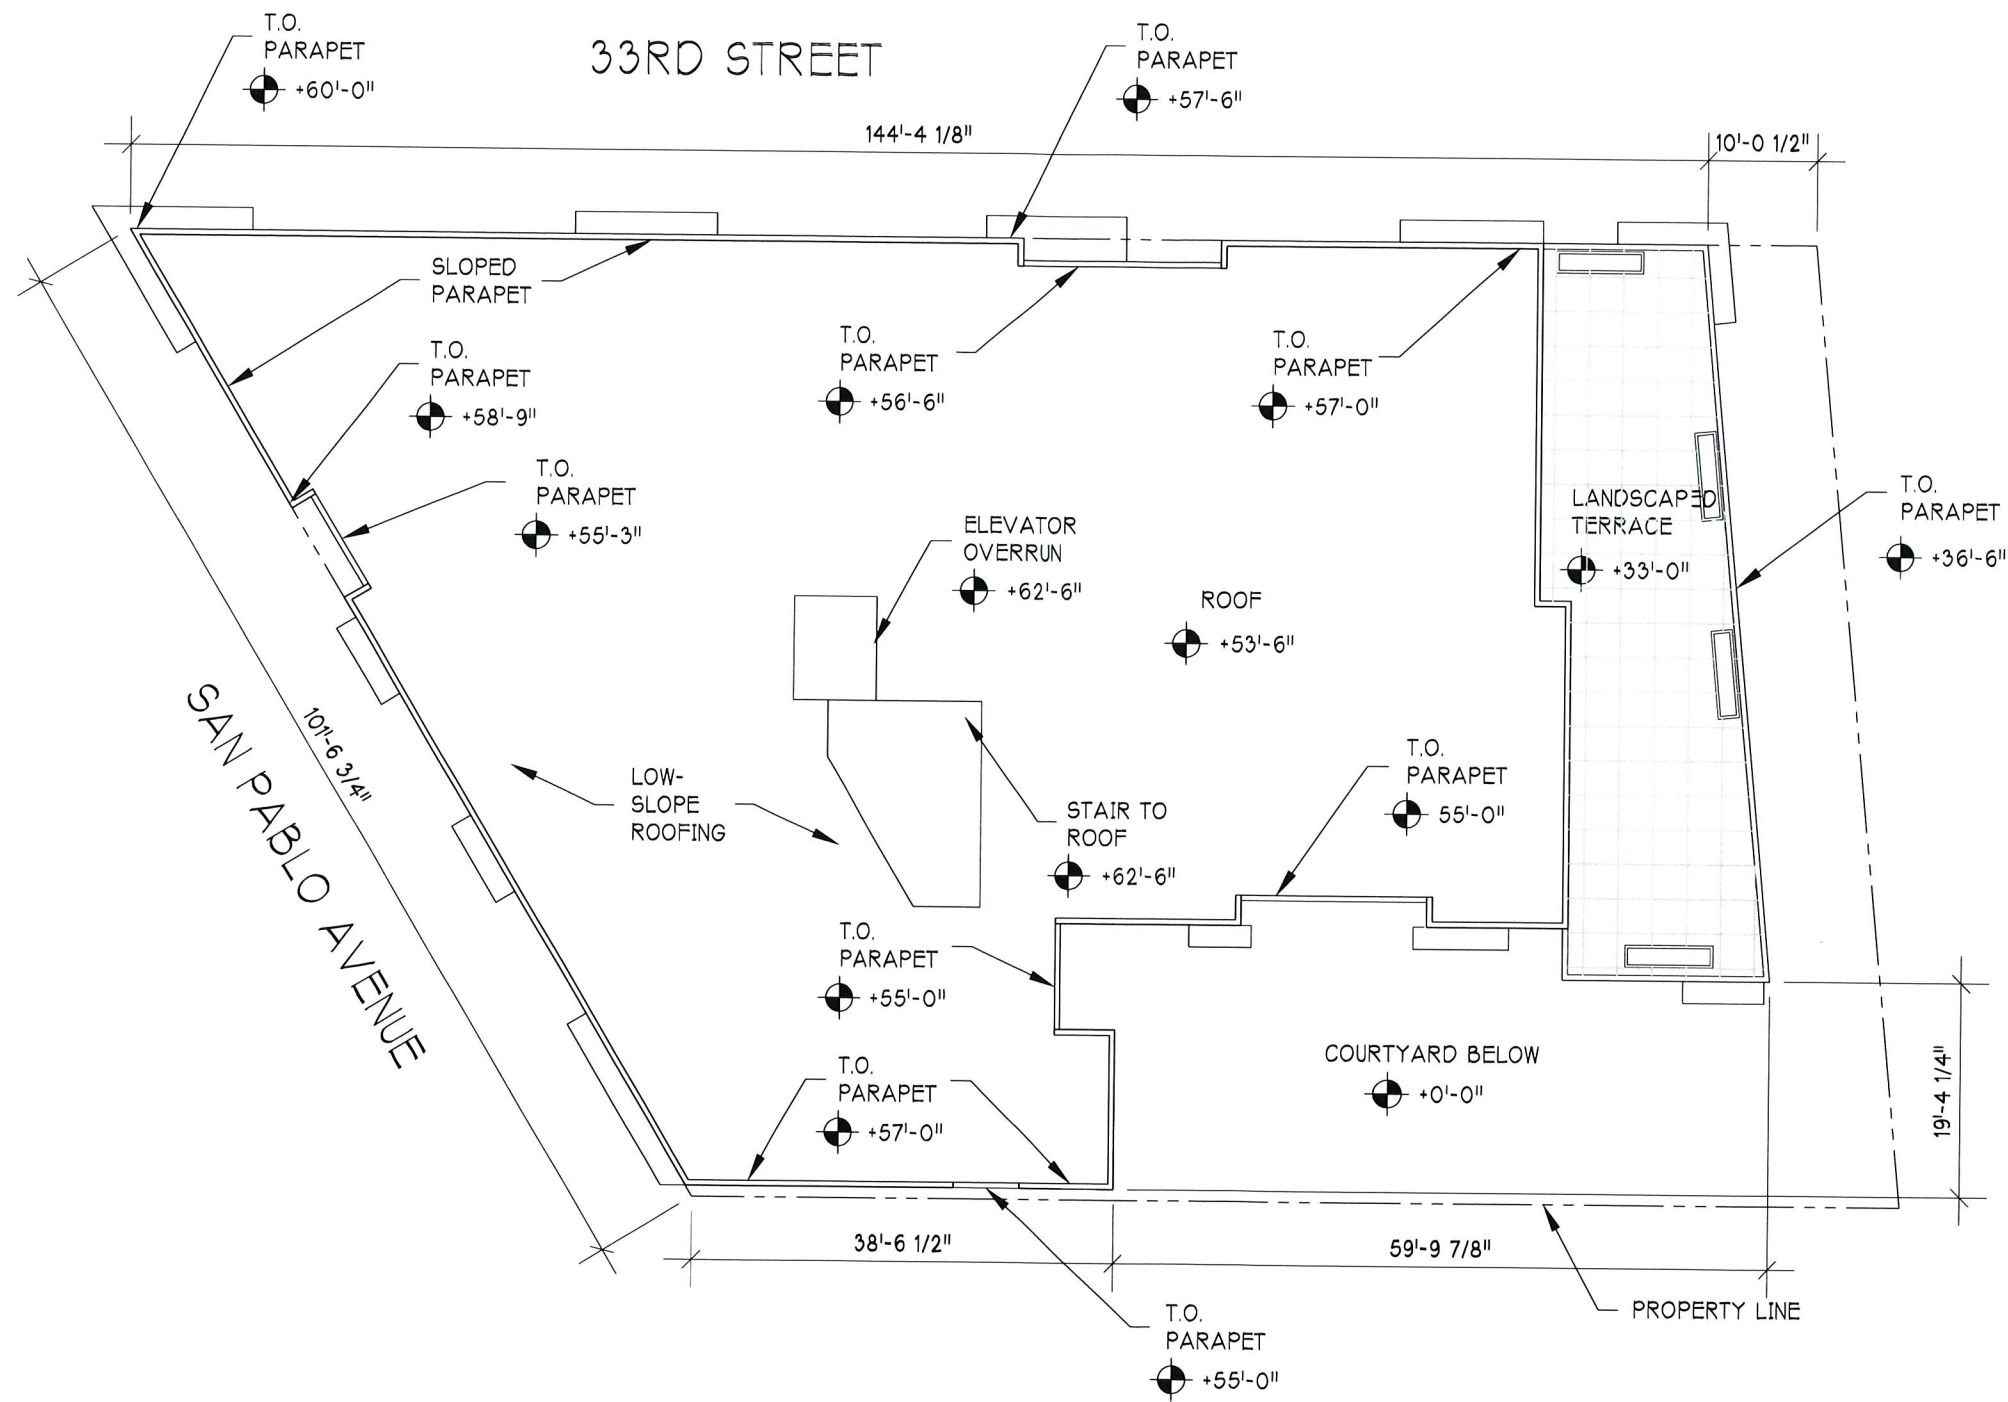 T.O.
PARAPET
+60'-0"
33RD STREET
T.O.
PARAPET
+57'-6"
144'-4 1/8"
10'-0 1/2"
SLOPED
PARAPET
T.O.
PARAPET
+58'-9"
T.O.
PARAPET
+56'-6"
T.O.
PARAPET
+57'-0"
T.O.
PARAPET
+55'-3"
ELEVATOR
OVERRUN
+62'-6"
ROOF
+53'-6"
LANDSCAPED
TERRACE
+33'-0"
T.O.
PARAPET
+36'-6"
SAN PABLO AVENUE
101'-6 3/4"
LOW-
SLOPE
ROOFING
STAIR TO
ROOF
+62'-6"
T.O.
PARAPET
55'-0"
T.O.
PARAPET
+55'-0"
T.O.
PARAPET
+57'-0"
COURTYARD BELOW
+0'-0"
19'-4 1/4"
38'-6 1/2"
59'-9 7/8"
T.O.
PARAPET
+55'-0"
PROPERTY LINE